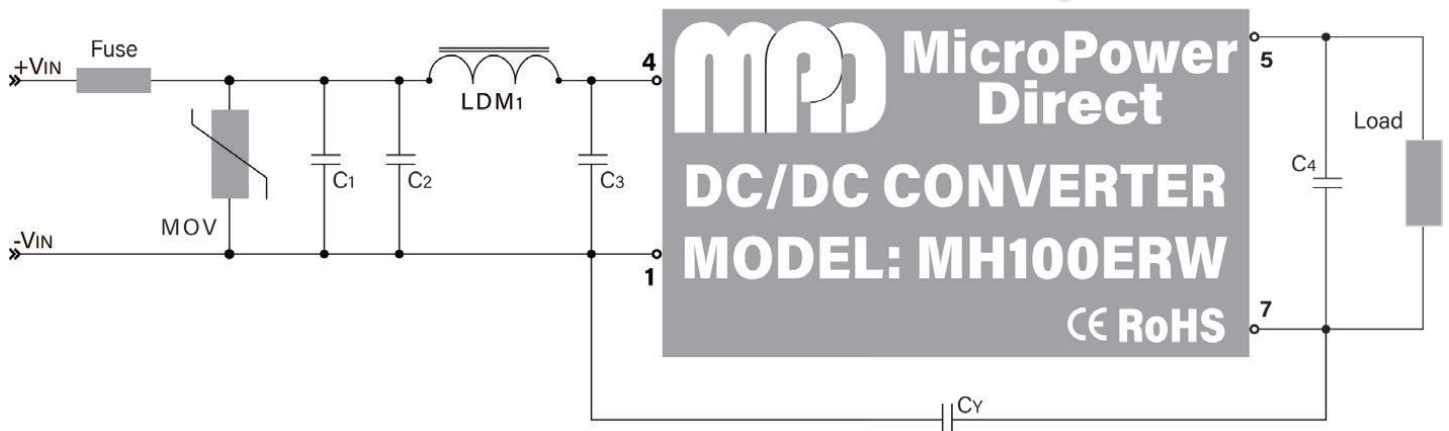 Fuse
+VIN
LDM1
MOV
C1
C2
C3
-VIN
4
1
MPD
MicroPower
Direct
DC/DC CONVERTER
MODEL: MH100ERW
CE RoHS
5
7
C4
Load
CY